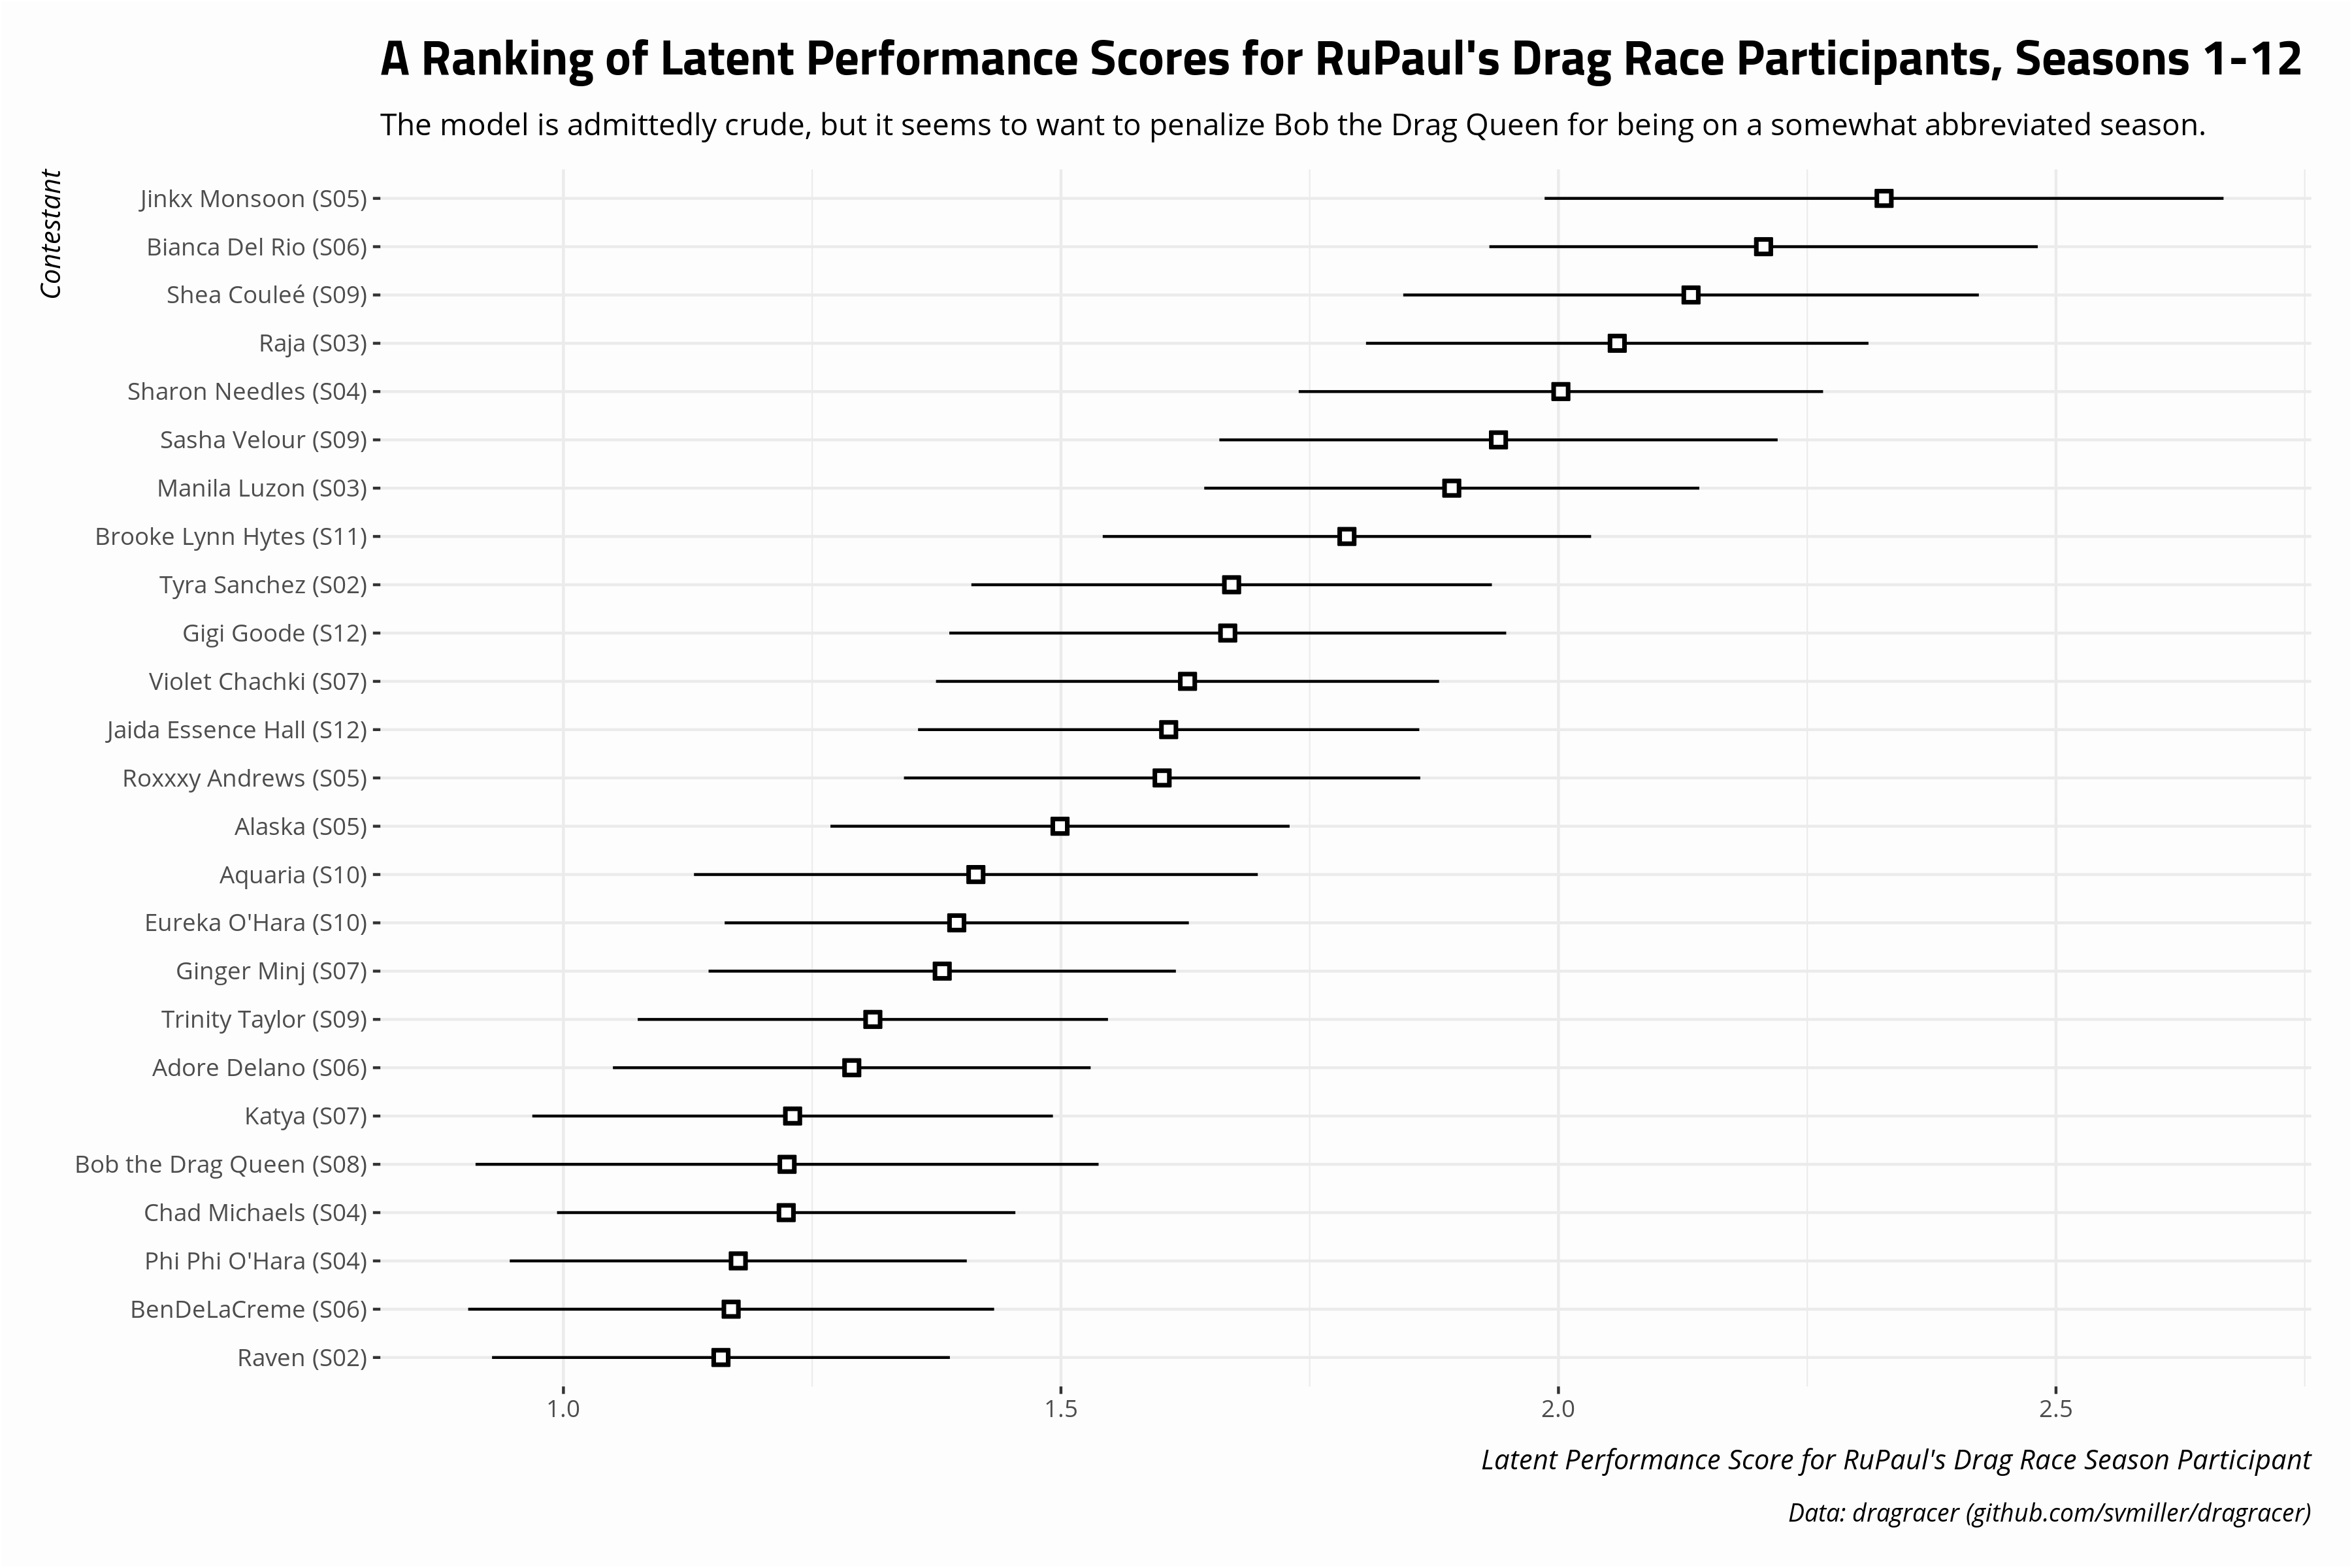 A Ranking of Latent Performance Scores for RuPaul's Drag Race Participants, Seasons 1-12
The model is admittedly crude, but it seems to want to penalize Bob the Drag Queen for being on a somewhat abbreviated season.
Contestant
Jinkx Monsoon (S05)
Bianca Del Rio (S06)
Shea Couleé (S09)
Raja (S03)
Sharon Needles (S04)
Sasha Velour (S09)
Manila Luzon (S03)
Brooke Lynn Hytes (S11)
Tyra Sanchez (S02)
Gigi Goode (S12)
Violet Chachki (S07)
Jaida Essence Hall (S12)
Roxxxy Andrews (S05)
Alaska (S05)
Aquaria (S10)
Eureka O'Hara (S10)
Ginger Minj (S07)
Trinity Taylor (S09)
Adore Delano (S06)
Katya (S07)
Bob the Drag Queen (S08)
Chad Michaels (S04)
Phi Phi O'Hara (S04)
BenDeLaCreme (S06)
Raven (S02)
1.0 1.5 2.0 2.5
Latent Performance Score for RuPaul's Drag Race Season Participant
Data: dragracer (github.com/svmiller/dragracer)